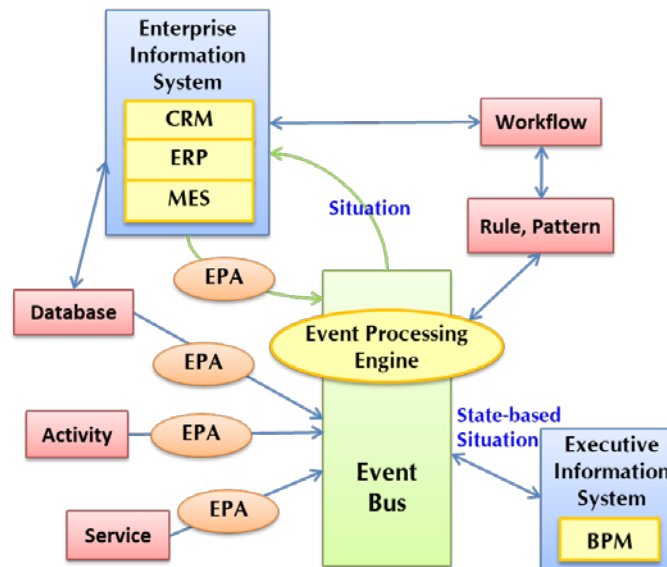 Enterprise
Information
System
CRM
ERP
MES
Workflow
Situation
Rule, Pattern
EPA
Database
Event Processing
Engine
EPA
State-based
Situation
Activity
EPA
Executive
Information
System
BPM
Event
Bus
EPA
Service